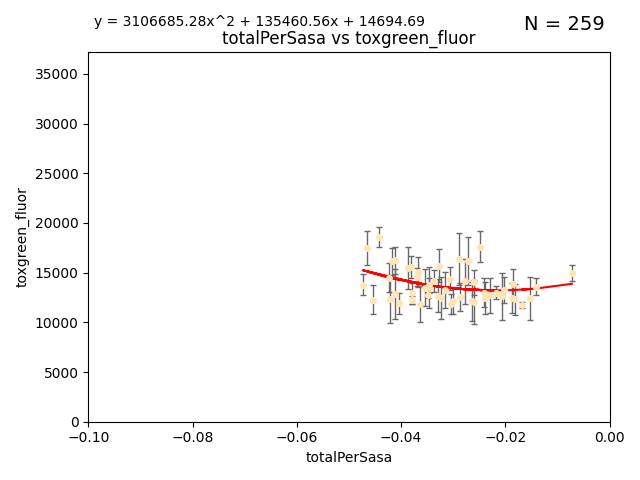 y = 3106685.28x^2 + 135460.56x + 14694.69
N = 259
totalPerSasa vs toxgreen_fluor
35000
30000
25000
20000
15000
10000
5000
0
toxgreen_fluor
−0.10 −0.08 −0.06 −0.04 −0.02 0.00
totalPerSasa